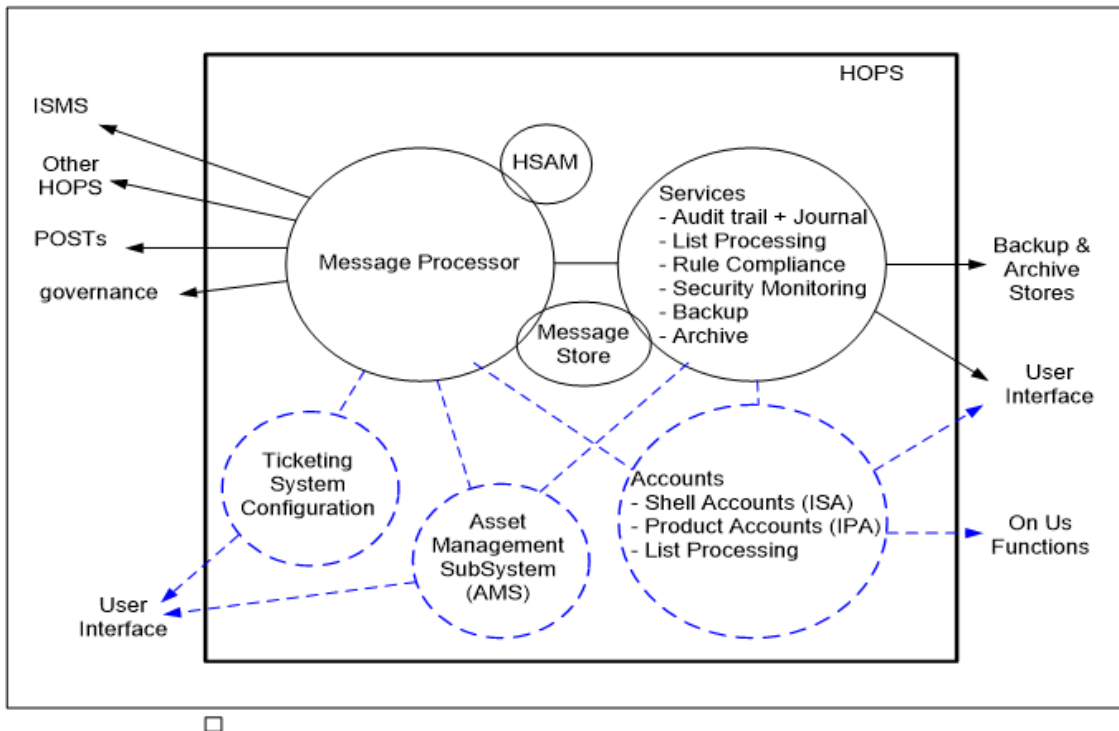 HOPS
ISMS
Other
HOPS
POSTs
governance
HSAM
Message Processor
Message
Store
Services
- Audit trail + Journal
- List Processing
- Rule Compliance
- Security Monitoring
- Backup
- Archive
Backup &
Archive
Stores
User
Interface
Ticketing
System
Configuration
Asset
Management
SubSystem
(AMS)
Accounts
- Shell Accounts (ISA)
- Product Accounts (IPA)
- List Processing
On Us
Functions
User
Interface